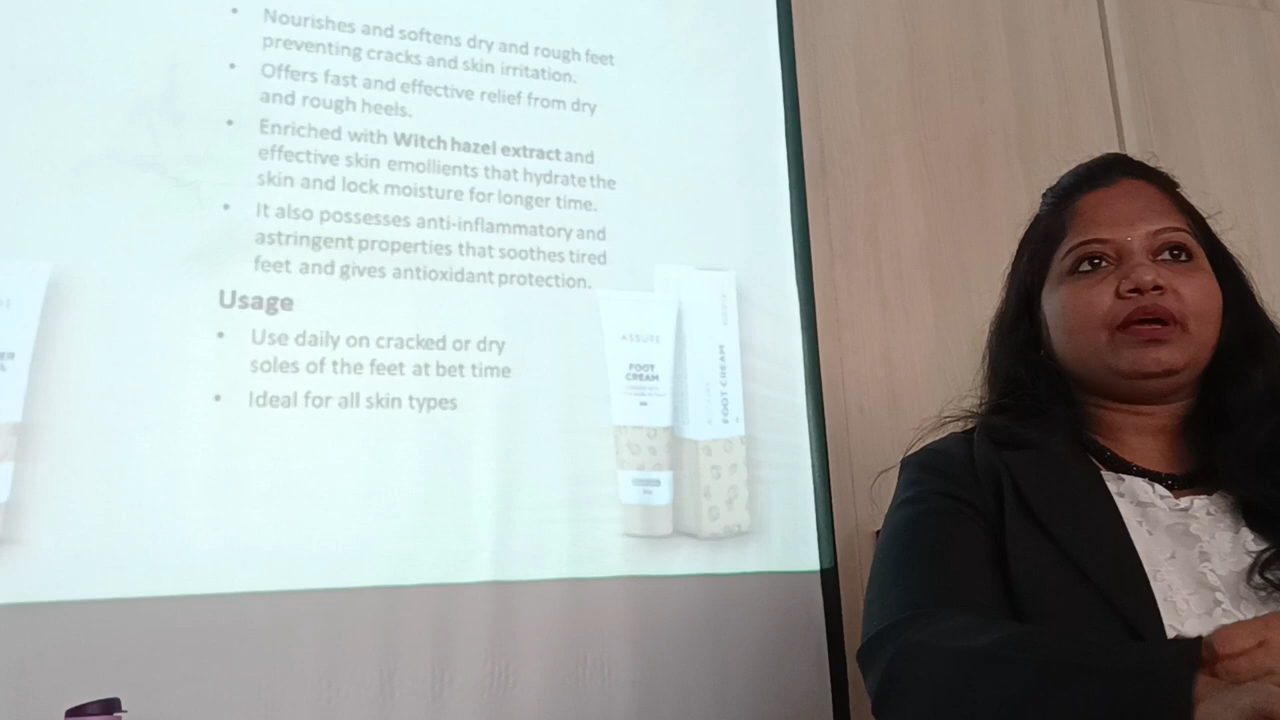 Nourishes and softens dry and rough feet
preventing cracks and skin irritation.
Offers fast and effective relief from dry
and rough heels.
Enriched with Witch hazel extract and
effective skin emollients that hydrate the
skin and lock moisture for longer time.
It also possesses anti-inflammatory and
astringent properties that soothes tired
feet and gives antioxidant protection.
Usage
Use daily on cracked or dry
soles of the feet at bet time
Ideal for all skin types
ASSURE
FOOT
CREAM
FOOT CREAM